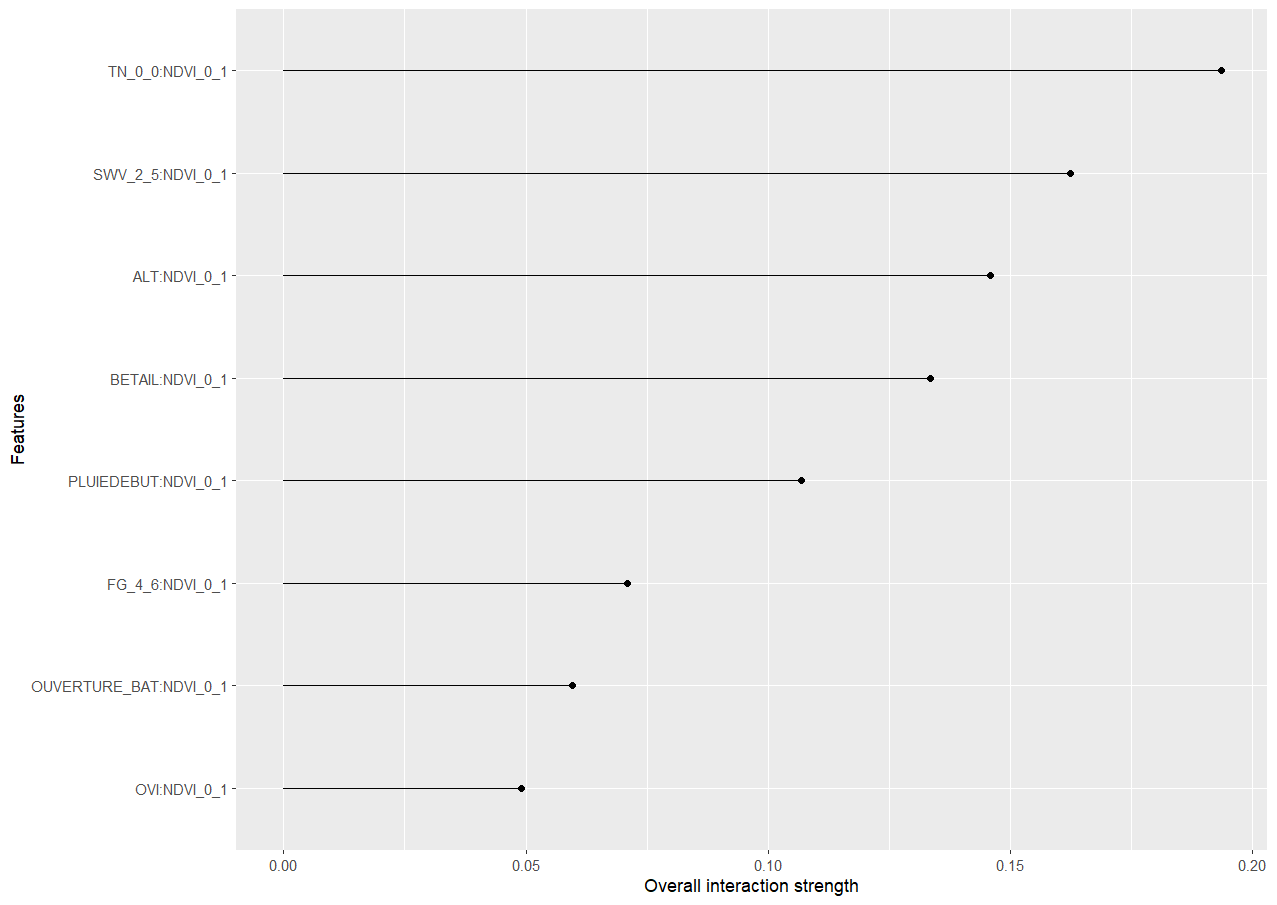 Features
TN_0_0:NDVI_0_1
SWV_2_5:NDVI_0_1
ALT:NDVI_0_1
BETAIL:NDVI_0_1
PLUIEDEBUT:NDVI_0_1
FG_4_6:NDVI_0_1
OUVERTURE_BAT:NDVI_0_1
OVI:NDVI_0_1
0.00 0.05 0.10 0.15 0.20
Overall interaction strength